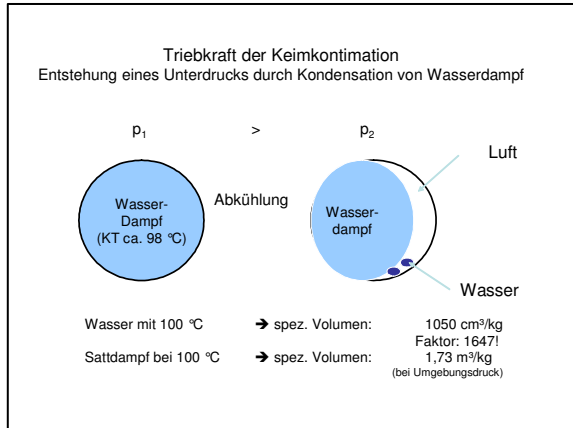 Triebkraft der Keimkontimation
Entstehung eines Unterdrucks durch Kondensation von Wasserdampf
p₁ > p₂
Luft
Wasser-
Dampf
(KT ca. 98 °C)
Abkühlung
Wasser-
dampf
Wasser
Wasser mit 100 °C ➔ spez. Volumen: 1050 cm³/kg
Faktor: 1647!
Sattdampf bei 100 °C ➔ spez. Volumen: 1,73 m³/kg
(bei Umgebungsdruck)